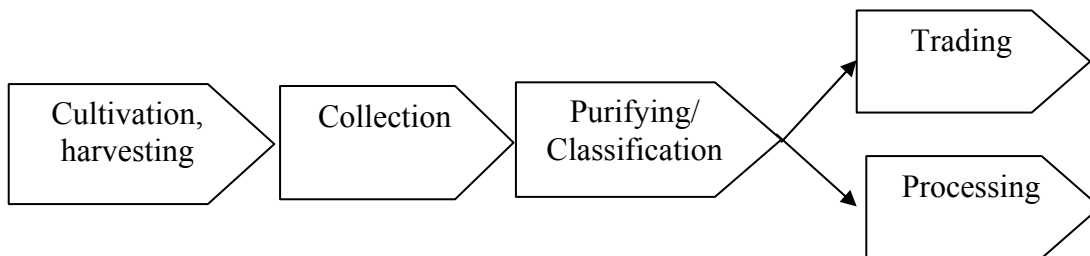 Cultivation,
harvesting
Collection
Purifying/
Classification
Trading
Processing